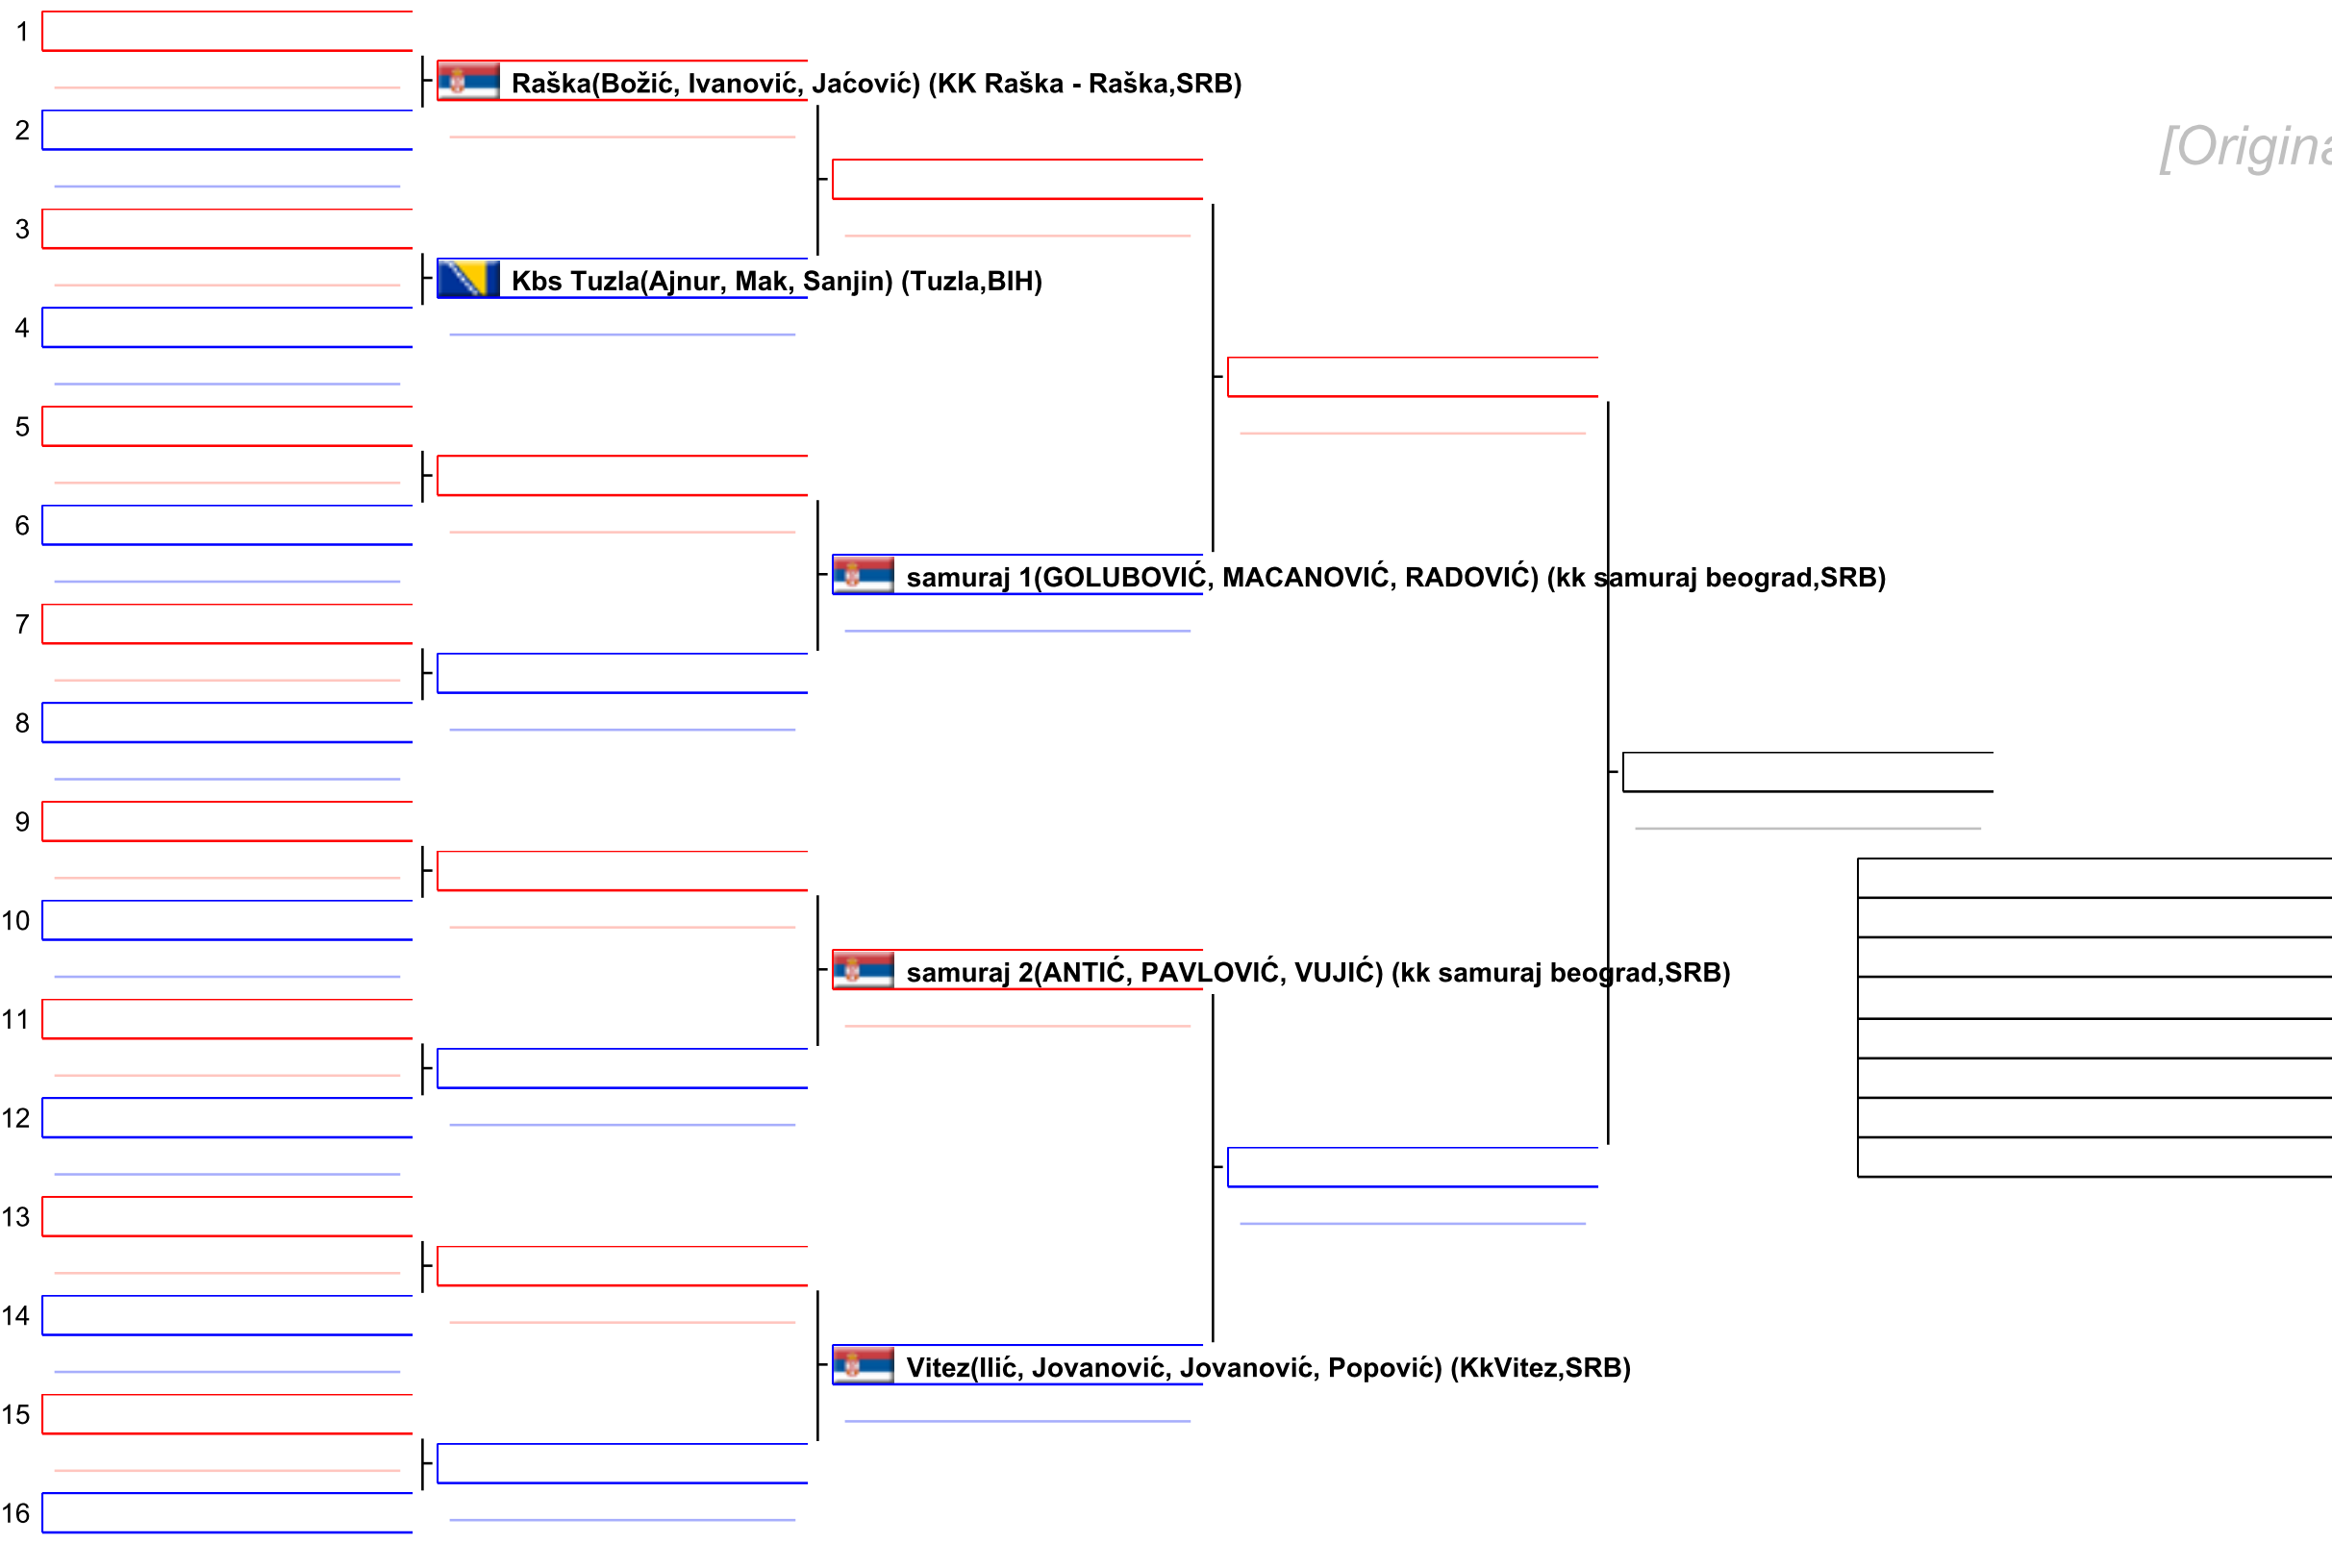 1
Raška(Božić, Ivanović, Jaćović) (KK Raška - Raška,SRB)
2
[Origina
3
Kbs Tuzla(Ajnur, Mak, Sanjin) (Tuzla,BIH)
4
5
6
samuraj 1(GOLUBOVIĆ, MACANOVIĆ, RADOVIĆ) (kk samuraj beograd,SRB)
7
8
9
10
samuraj 2(ANTIĆ, PAVLOVIĆ, VUJIĆ) (kk samuraj beograd,SRB)
11
12
13
14
Vitez(Ilić, Jovanović, Jovanović, Popović) (KkVitez,SRB)
15
16